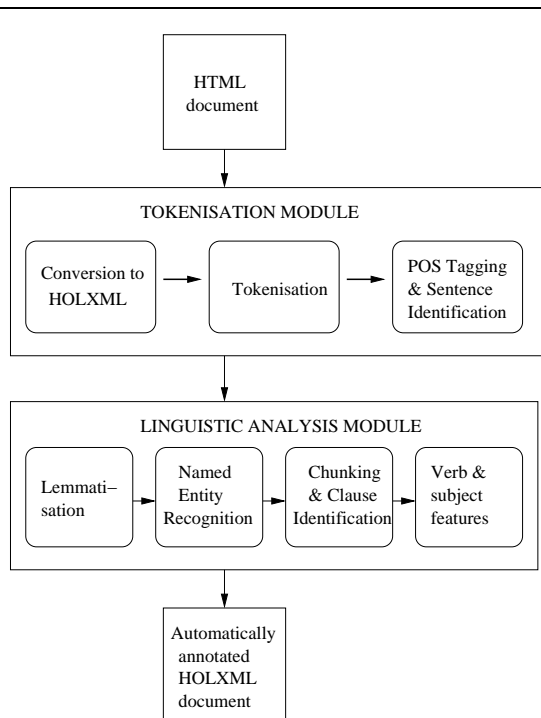 HTML
document
TOKENISATION MODULE
Conversion to
HOLXML
Tokenisation
POS Tagging
& Sentence
Identification
LINGUISTIC ANALYSIS MODULE
Lemmati–
sation
Named
Entity
Recognition
Chunking
& Clause
Identification
Verb &
subject
features
Automatically
annotated
HOLXML
document